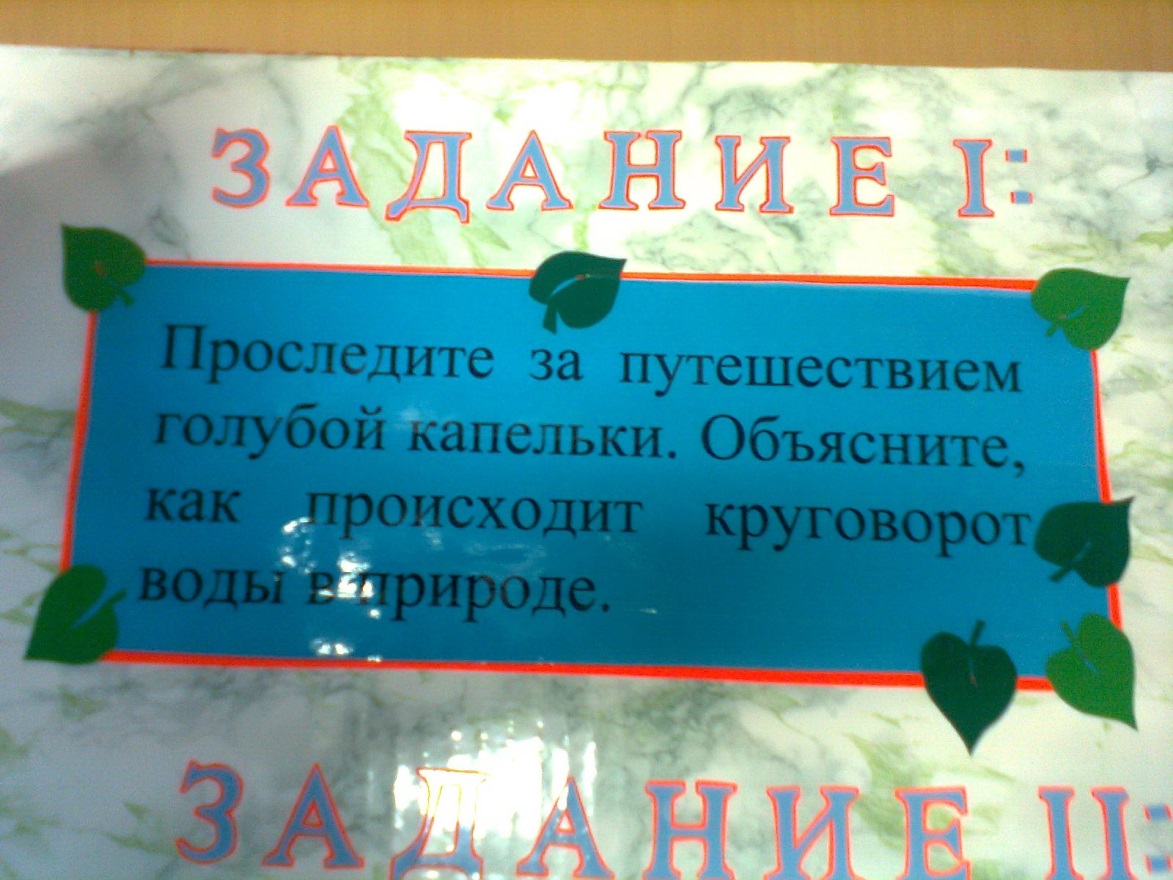 ЗАДАНИЕ I:
Проследите за путешествием
голубой капельки. Объясните,
как происходит круговорот
воды в природе.
ЗАДАНИЕ II: